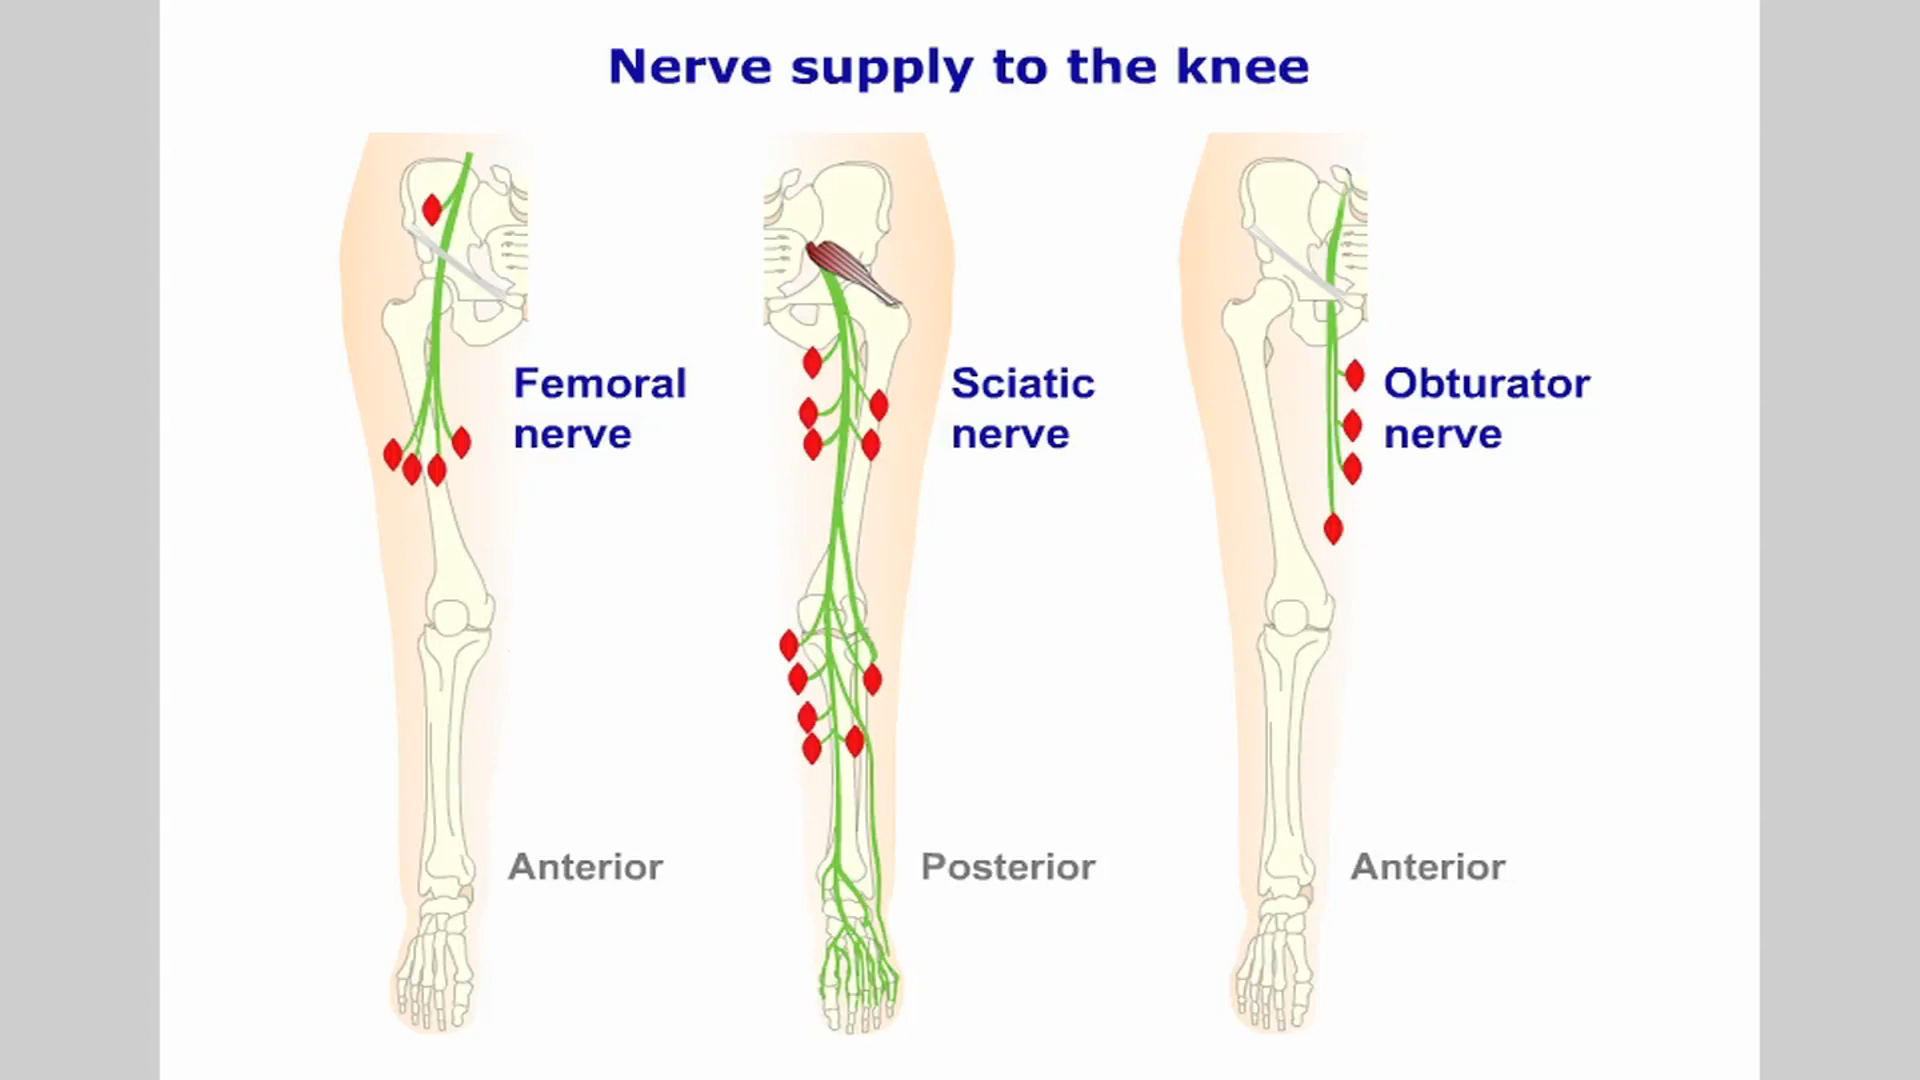 Nerve supply to the knee
Femoral
nerve
Sciatic
nerve
Obturator
nerve
Anterior
Posterior
Anterior